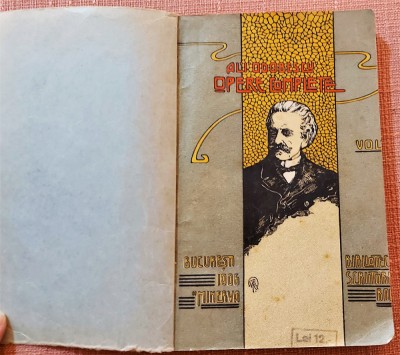 AL. I. ODOBESCU
OPERE COMPLETE
VOL
BUCUREȘTI
1906
"MINERVA
Lei 12.-